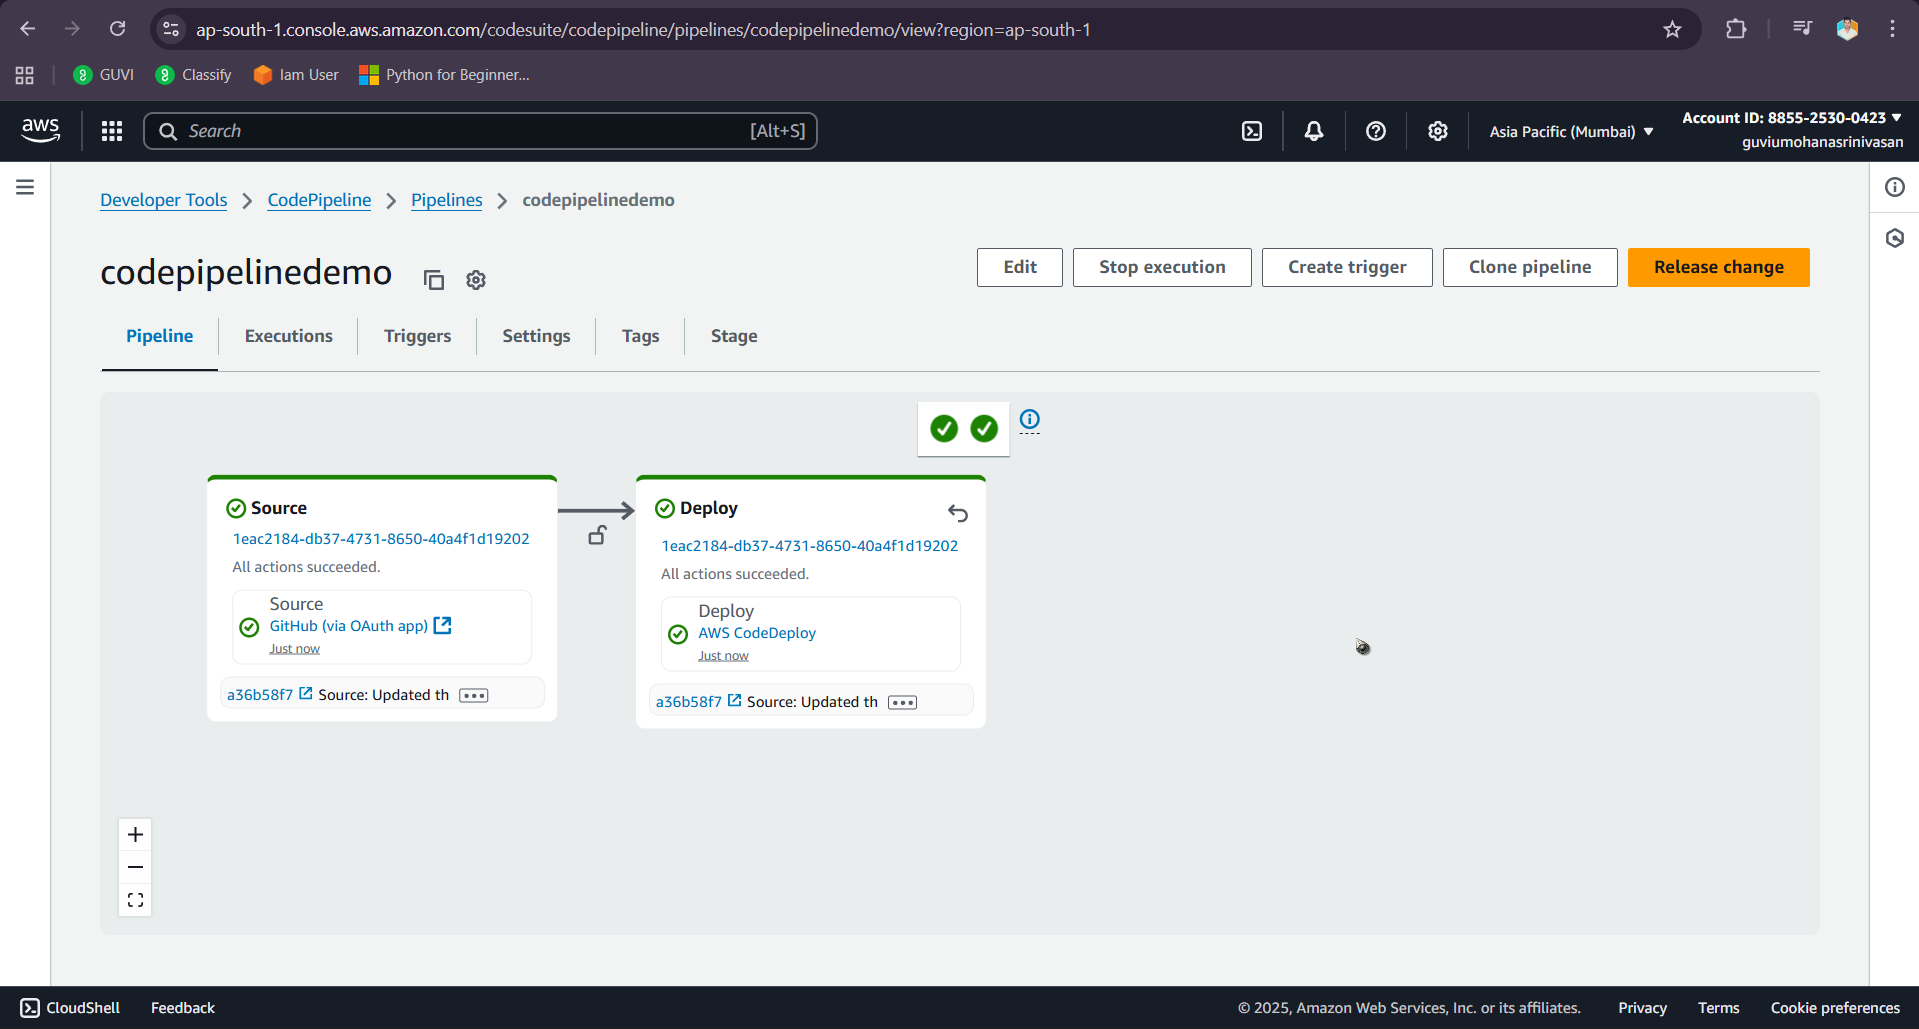 ap-south-1.console.aws.amazon.com/codesuite/codepipeline/pipelines/codepipelinedemo/view?region=ap-south-1
GUVI Classify Iam User Python for Beginner...
aws Search [Alt+S] Asia Pacific (Mumbai) Account ID: 8855-2530-0423
guviumohanasrinivasan
Developer Tools CodePipeline Pipelines codepipelinedemo
codepipelinedemo
Edit Stop execution Create trigger Clone pipeline Release change
Pipeline Executions Triggers Settings Tags Stage
Source
1eac2184-db37-4731-8650-40a4f1d19202
All actions succeeded.
Source
GitHub (via OAuth app)
Just now
a36b58f7 Source: Updated th
Deploy
1eac2184-db37-4731-8650-40a4f1d19202
All actions succeeded.
Deploy
AWS CodeDeploy
Just now
a36b58f7 Source: Updated th
CloudShell Feedback © 2025, Amazon Web Services, Inc. or its affiliates. Privacy Terms Cookie preferences